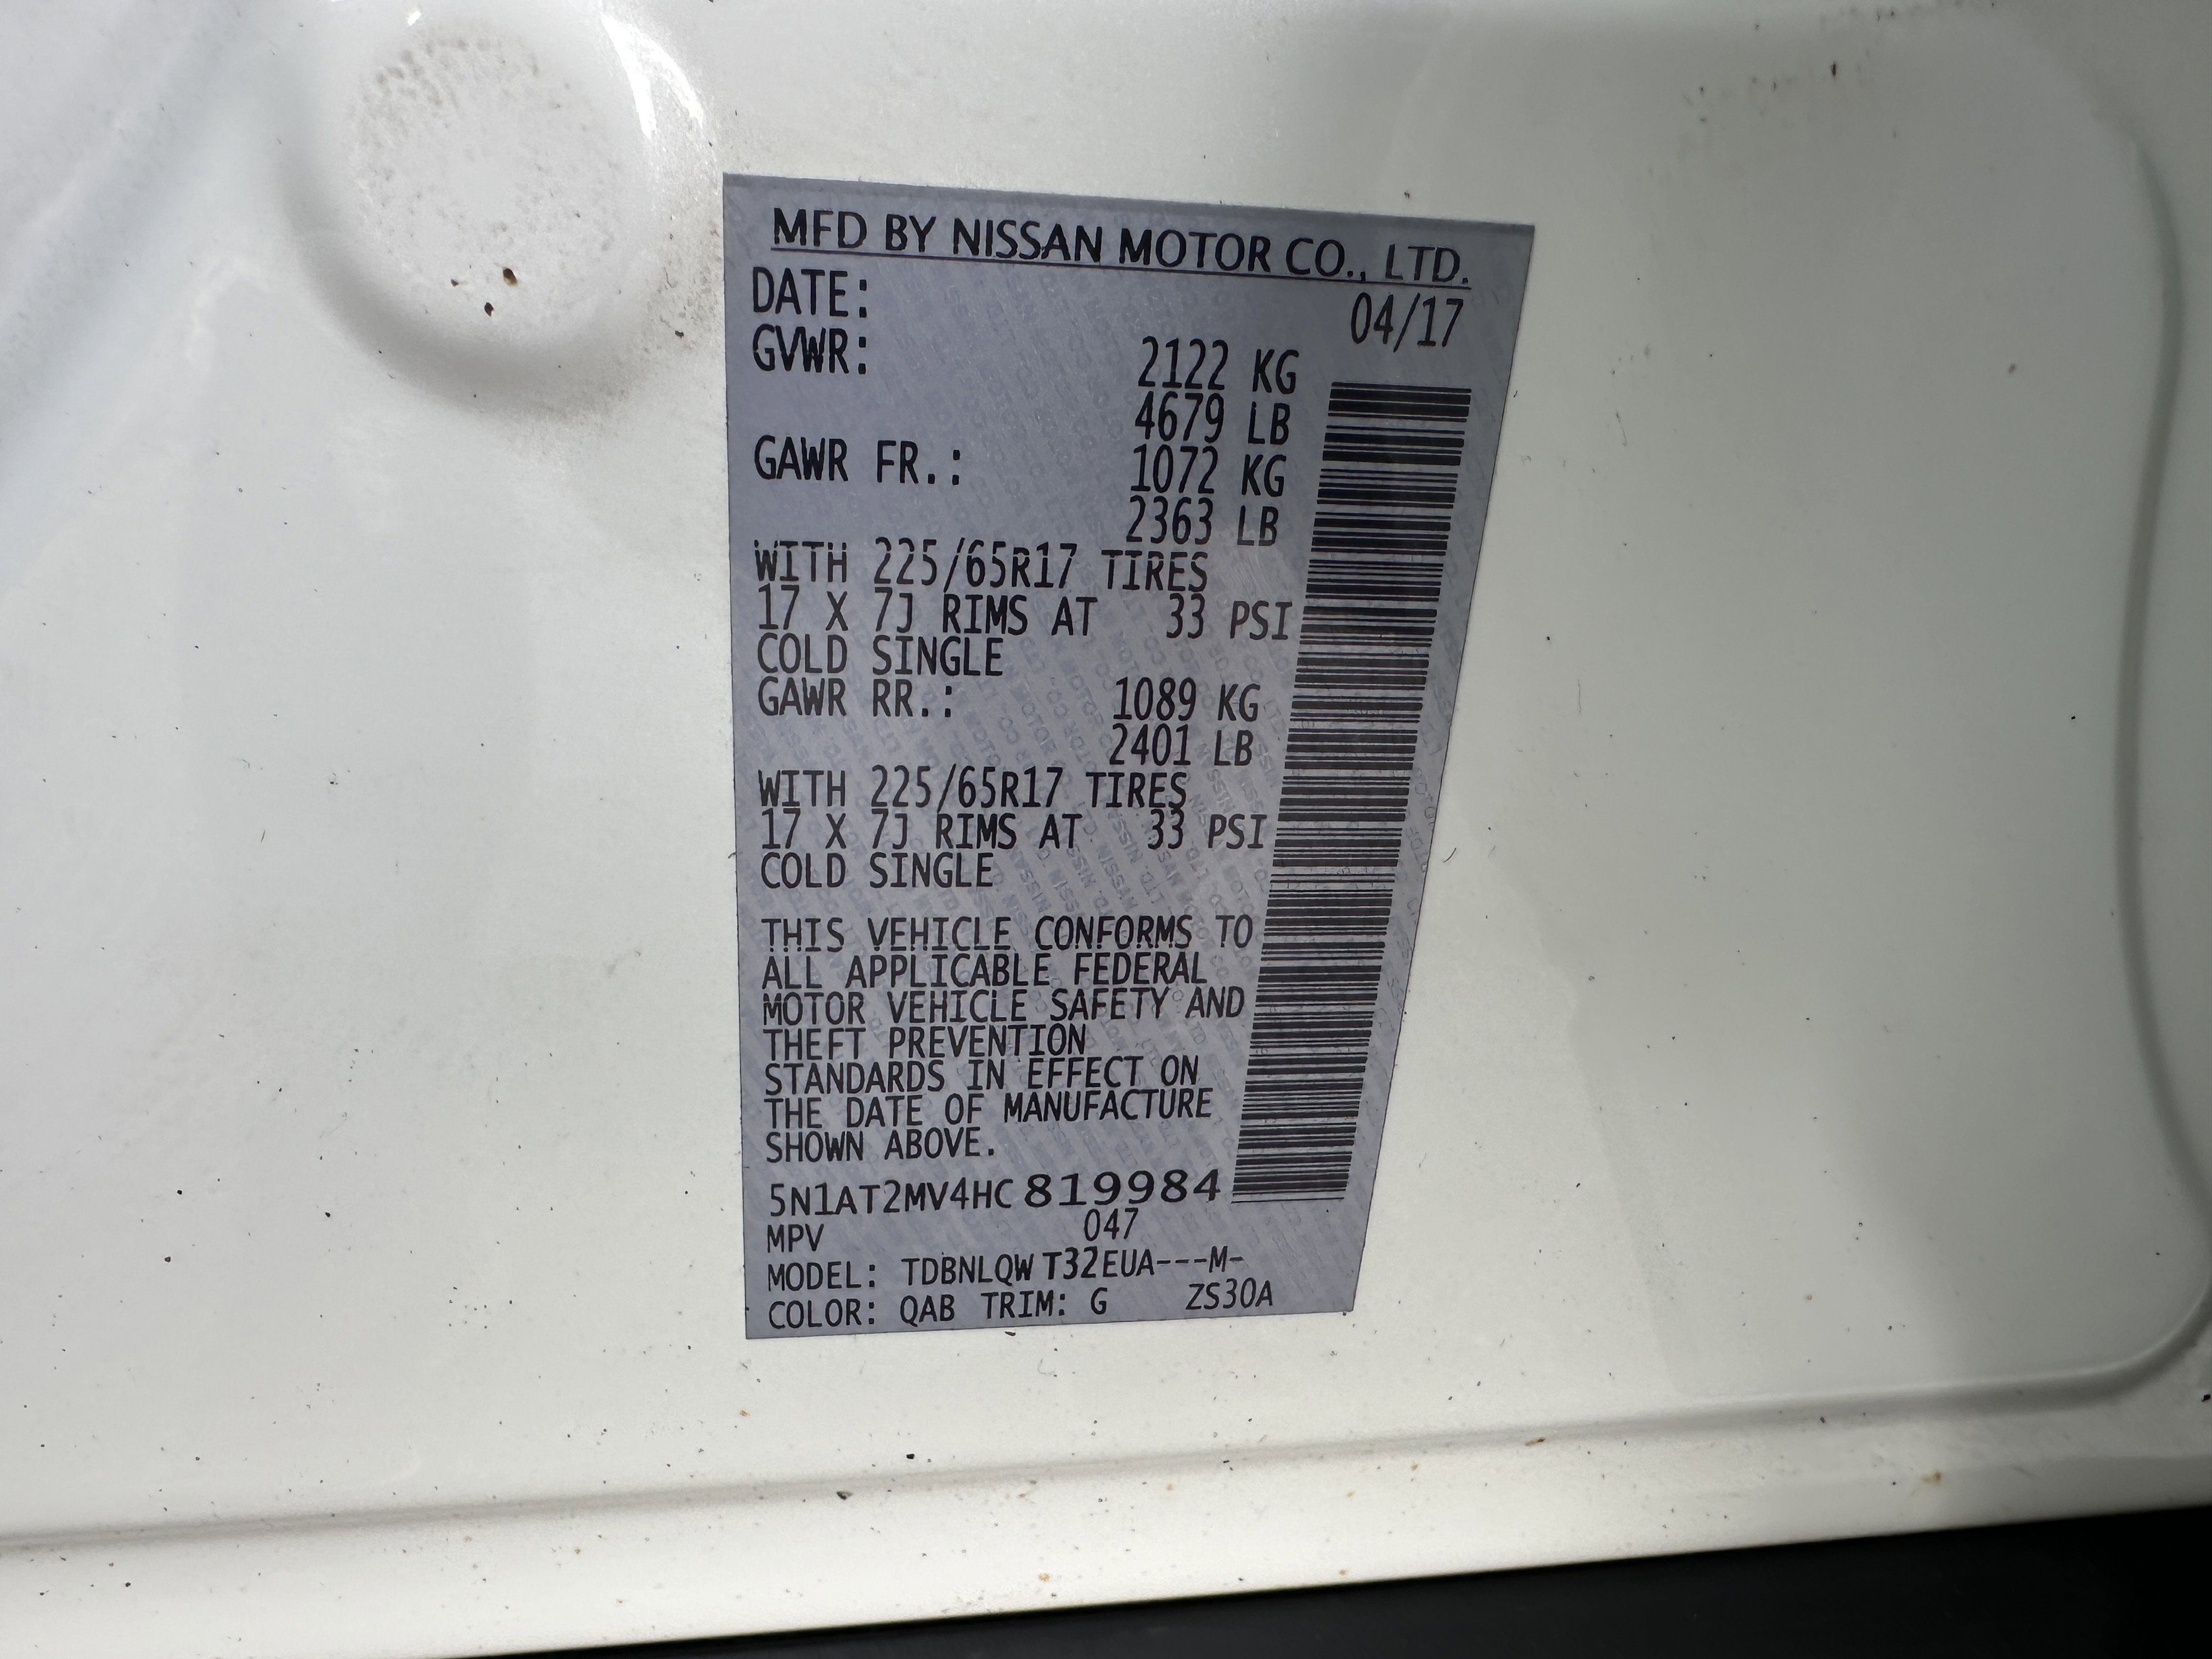 MFD BY NISSAN MOTOR CO., LTD.
DATE: 04/17
GVWR: 2122 KG
4679 LB
GAWR FR.: 1072 KG
2363 LB
WITH 225/65R17 TIRES
17 X 7J RIMS AT 33 PSI
COLD SINGLE
GAWR RR.: 1089 KG
2401 LB
WITH 225/65R17 TIRES
17 X 7J RIMS AT 33 PSI
COLD SINGLE
THIS VEHICLE CONFORMS TO
ALL APPLICABLE FEDERAL
MOTOR VEHICLE SAFETY AND
THEFT PREVENTION
STANDARDS IN EFFECT ON
THE DATE OF MANUFACTURE
SHOWN ABOVE.
5N1AT2MV4HC819984
MPV 047
MODEL: TDBNLQW T32EUA---M-
COLOR: QAB TRIM: G ZS30A